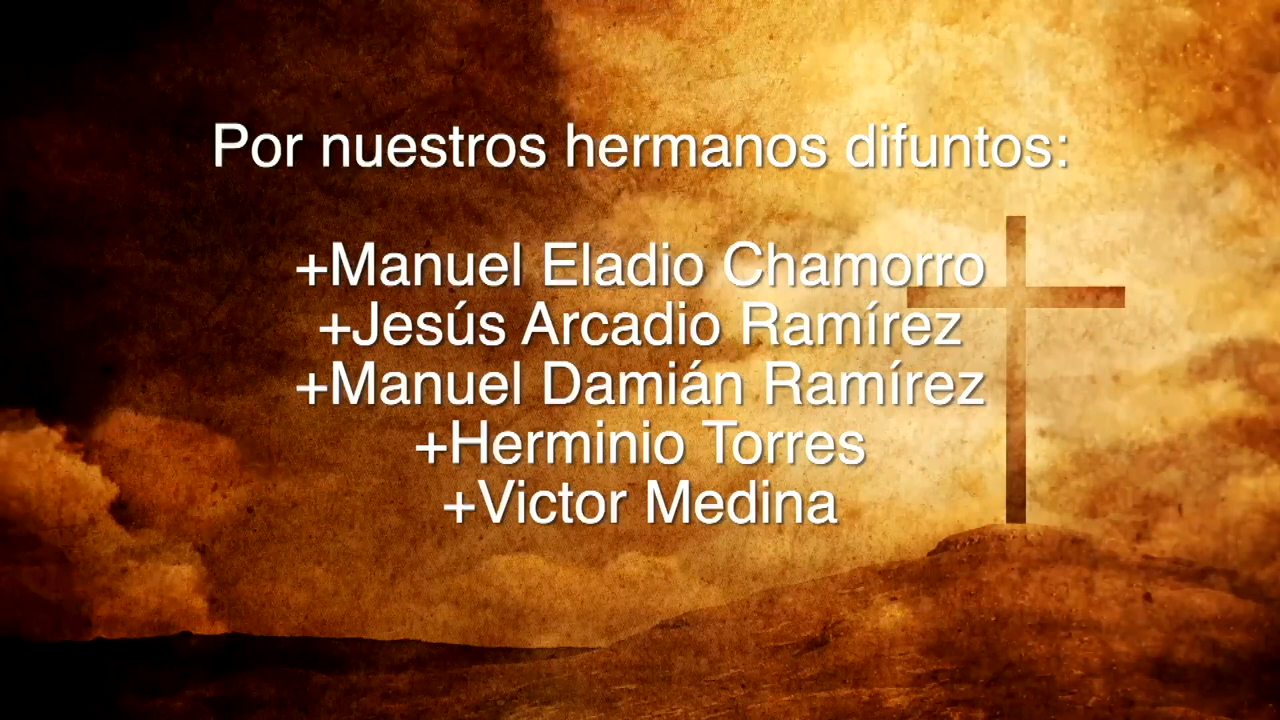 Por nuestros hermanos difuntos:
+Manuel Eladio Chamorro
+Jesús Arcadio Ramírez
+Manuel Damián Ramírez
+Herminio Torres
+Victor Medina